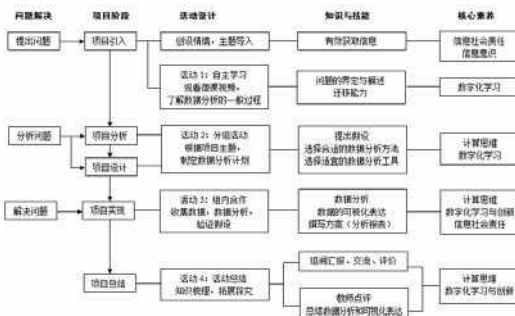 问题解决 项目阶段 活动设计 知识与技能 核心素养
提出问题 项目引入 创设情境,主题导入 有效获取信息 信息社会责任
信息意识
活动 1:自主学习
观看微课视频,
了解数据分析的一般过程
问题的界定与描述
迁移能力
数字化学习
分析问题 项目分析
项目设计
活动 2:分组活动
根据项目主题,
制定数据分析计划
提出假设
选择合适的数据分析方法
选择适宜的数据分析工具
计算思维
数字化学习
解决问题 项目实现
活动 3:组内合作
收集数据,数据分析,
验证假设
数据分析
数据的可视化表达
撰写方案(分析报告)
计算思维
数字化学习与创新
信息社会责任
项目总结
活动 4:活动总结
知识梳理,拓展探究
组间汇报、交流、评价
教师点评
总结数据分析和可视化表达
计算思维
数字化学习与创新